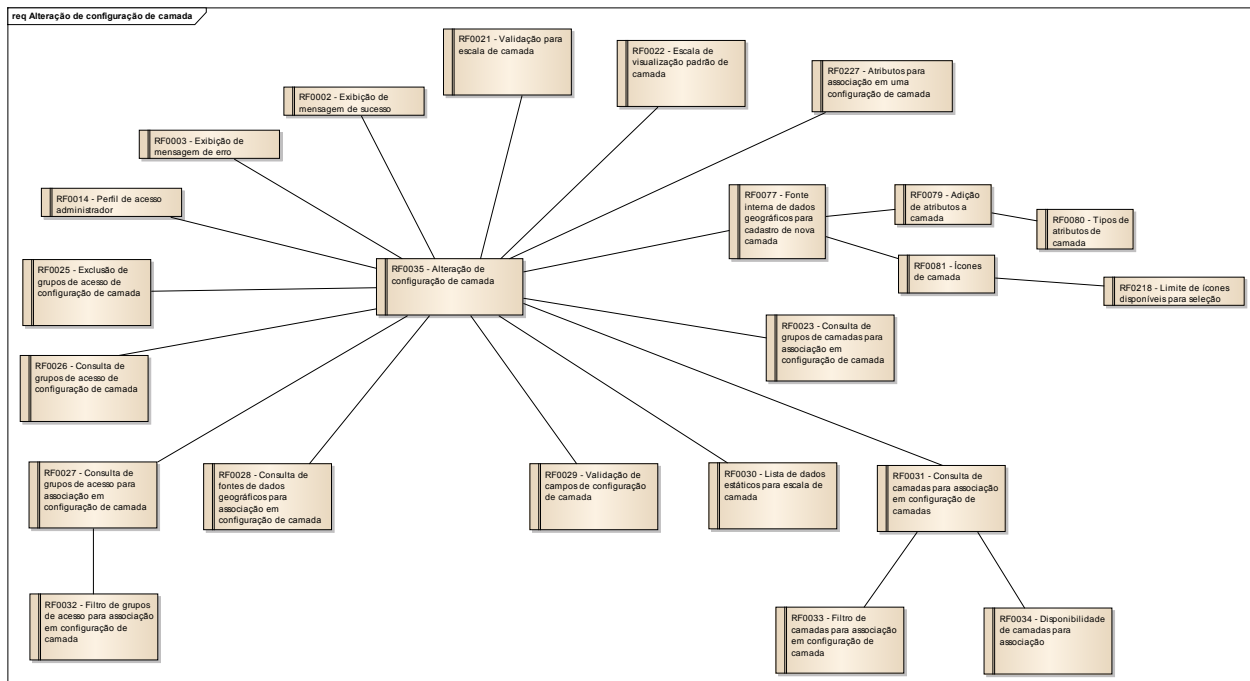 req Alteração de configuração de camada
RF0021 - Validação para
escala de camada
RF0022 - Escala de
visualização padrão de
camada
RF0227 - Atributos para
associação em uma
configuração de camada
RF0002 - Exibição de
mensagem de sucesso
RF0003 - Exibição de
mensagem de erro
RF0014 - Perfil de acesso
administrador
RF0077 - Fonte
interna de dados
geográficos para
cadastro de nova
camada
RF0079 - Adição
de atributos a
camada
RF0080 - Tipos de
atributos de
camada
RF0081 - Ícones
de camada
RF0218 - Limite de ícones
disponíveis para seleção
RF0025 - Exclusão de
grupos de acesso de
configuração de camada
RF0035 - Alteração de
configuração de camada
RF0023 - Consulta de
grupos de camadas para
associação em
configuração de camada
RF0026 - Consulta de
grupos de acesso de
configuração de camada
RF0027 - Consulta de
grupos de acesso para
associação em
configuração de camada
RF0028 - Consulta de
fontes de dados
geográficos para
associação em
configuração de camada
RF0029 - Validação de
campos de configuração
de camada
RF0030 - Lista de dados
estáticos para escala de
camada
RF0031 - Consulta de
camadas para associação
em configuração de
camadas
RF0032 - Filtro de grupos
de acesso para associação
em configuração de
camada
RF0033 - Filtro de
camadas para associação
em configuração de
camada
RF0034 - Disponibilidade
de camadas para
associação